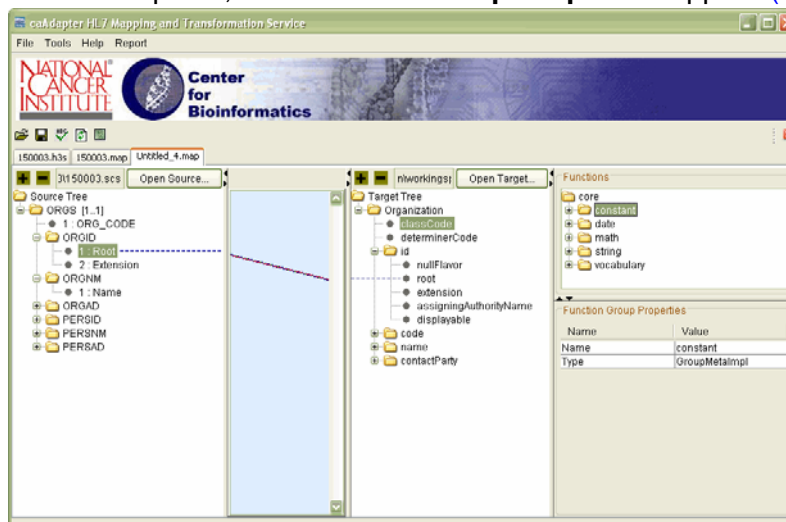 caAdapter HL7 Mapping and Transformation Service
File Tools Help Report
NATIONAL
CANCER
INSTITUTE
Center
for
Bioinformatics
150003.h3s 150003.map Untitled_4.map
3\150003.scs Open Source... Open Target... Functions
Source Tree
ORGS [1..1]
1 : ORG_CODE
ORGID
1 : Root
2 : Extension
ORGNM
1 : Name
ORGAD
PERSID
PERSNM
PERSAD
Target Tree
Organization
classCode
determinerCode
id
nullFlavor
root
extension
assigningAuthorityName
displayable
code
name
contactParty
core
constant
date
math
string
vocabulary
Function Group Properties
Name Value
Name constant
Type GroupMetaImpl